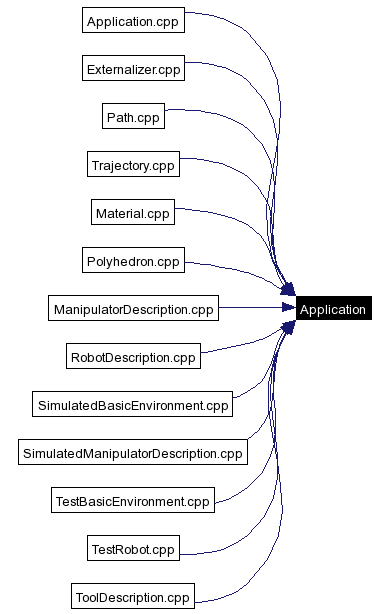 Application.cpp
Externalizer.cpp
Path.cpp
Trajectory.cpp
Material.cpp
Polyhedron.cpp
ManipulatorDescription.cpp
Application
RobotDescription.cpp
SimulatedBasicEnvironment.cpp
SimulatedManipulatorDescription.cpp
TestBasicEnvironment.cpp
TestRobot.cpp
ToolDescription.cpp